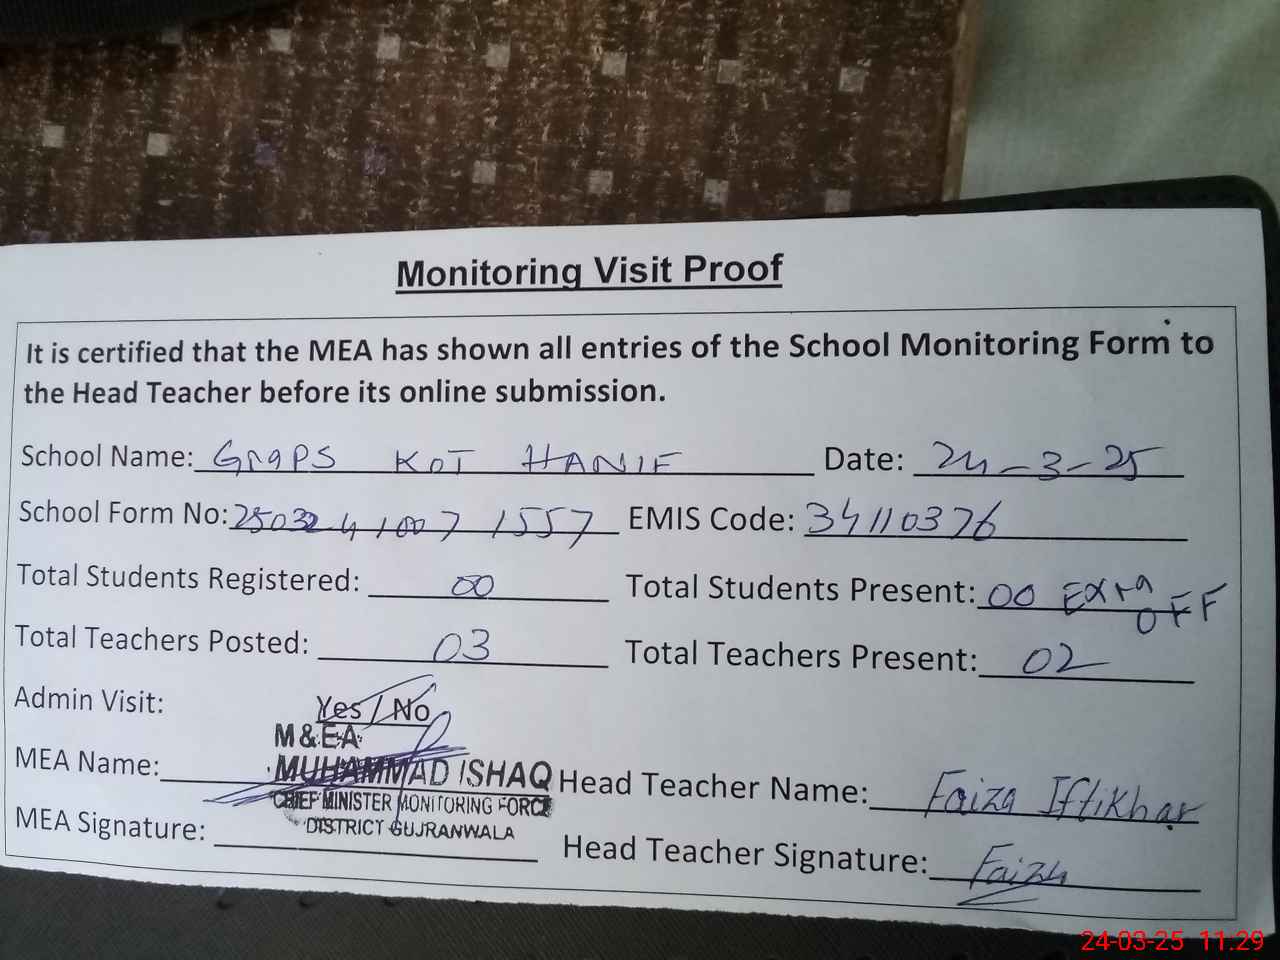 Monitoring Visit Proof
It is certified that the MEA has shown all entries of the School Monitoring Form to
the Head Teacher before its online submission.
School Name: GMAPS KOT HANIF Date: 24-3-25
School Form No: EMIS Code: 34110376
Total Students Registered: 00 Total Students Present: 00 Extra OFF
Total Teachers Posted: 03 Total Teachers Present: 02
Admin Visit: Yes / No
M & EA
MEA Name: MUHAMMAD ISHAQ Head Teacher Name: Faiza Iftikhar
CHIEF MINISTER MONITORING FORCE
DISTRICT GUJRANWALA
MEA Signature: Head Teacher Signature: Faiza
24-03-25 11:29